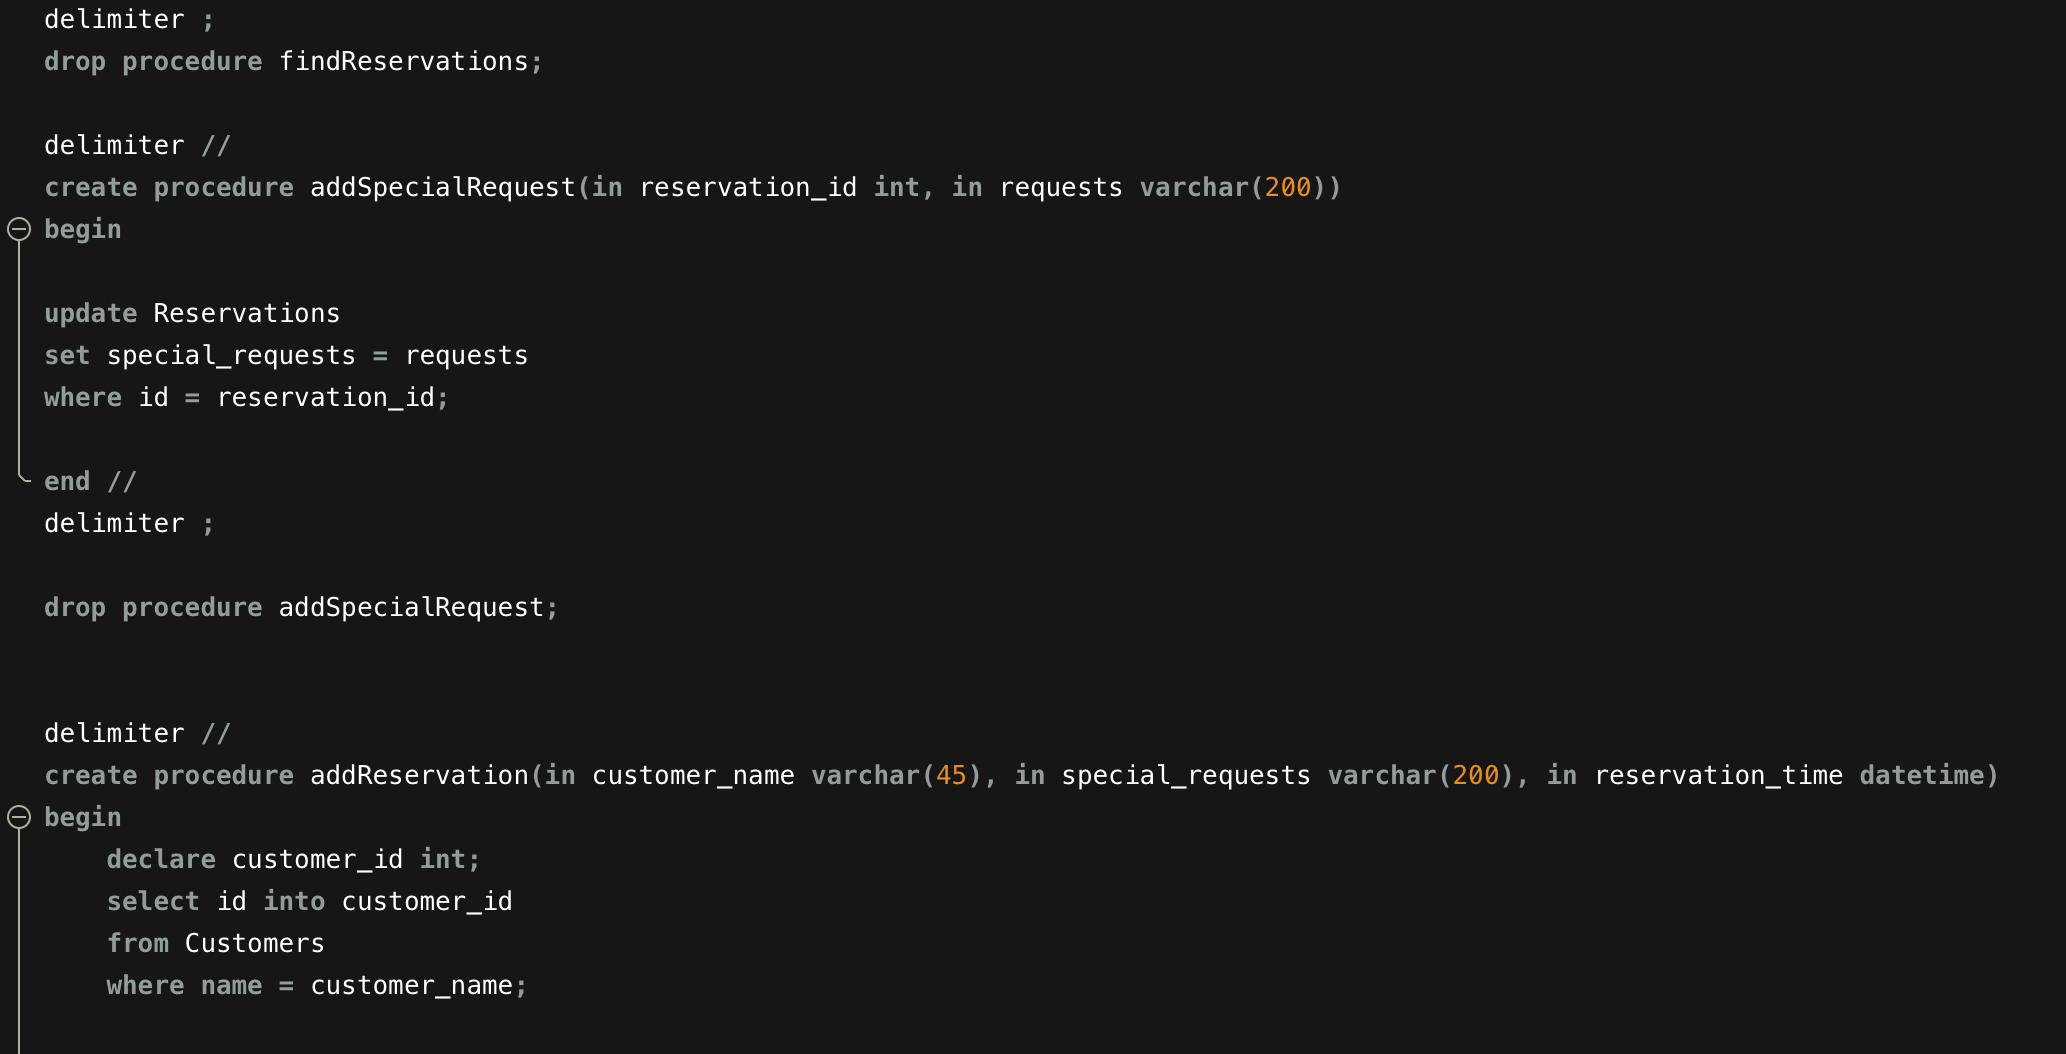 delimiter ;
drop procedure findReservations;
delimiter //
create procedure addSpecialRequest(in reservation_id int, in requests varchar(200))
begin
update Reservations
set special_requests = requests
where id = reservation_id;
end //
delimiter ;
drop procedure addSpecialRequest;
delimiter //
create procedure addReservation(in customer_name varchar(45), in special_requests varchar(200), in reservation_time datetime)
begin
declare customer_id int;
select id into customer_id
from Customers
where name = customer_name;